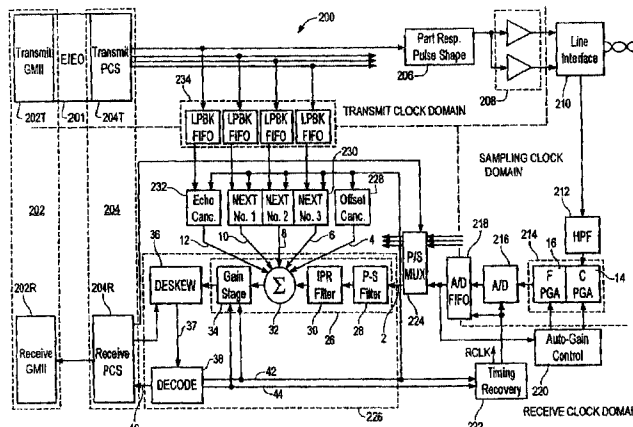 200
Transmit GMII
EIEO
Transmit PCS
Part Resp. Pulse Shape
206
208
Line Interface
210
202T
201
204T
234
TRANSMIT CLOCK DOMAIN
LPBK FIFO
LPBK FIFO
LPBK FIFO
LPBK FIFO
SAMPLING CLOCK DOMAIN
230
228
232
Echo Canc.
NEXT No. 1
NEXT No. 2
NEXT No. 3
Offset Canc.
212
HPF
202
204
12
10
8
6
4
218
216
214
16
14
36
DESKEW
Gain Stage
Σ
IPR Filter
P-S Filter
P/S MUX
A/D FIFO
A/D
F PGA
C PGA
202R
204R
34
32
30
28
26
2
224
37
38
Receive GMII
Receive PCS
DECODE
42
44
RCLK
Timing Recovery
Auto-Gain Control
220
226
222
RECEIVE CLOCK DOMA